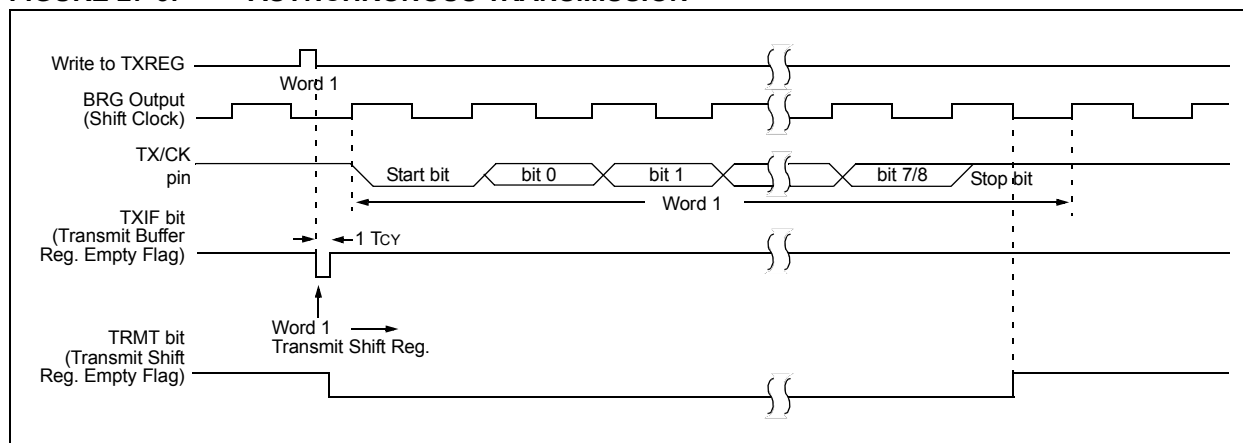 Write to TXREG
Word 1
BRG Output
(Shift Clock)
TX/CK
pin
Start bit
bit 0
bit 1
bit 7/8
Stop bit
Word 1
TXIF bit
(Transmit Buffer
Reg. Empty Flag)
1 TCY
Word 1
Transmit Shift Reg.
TRMT bit
(Transmit Shift
Reg. Empty Flag)